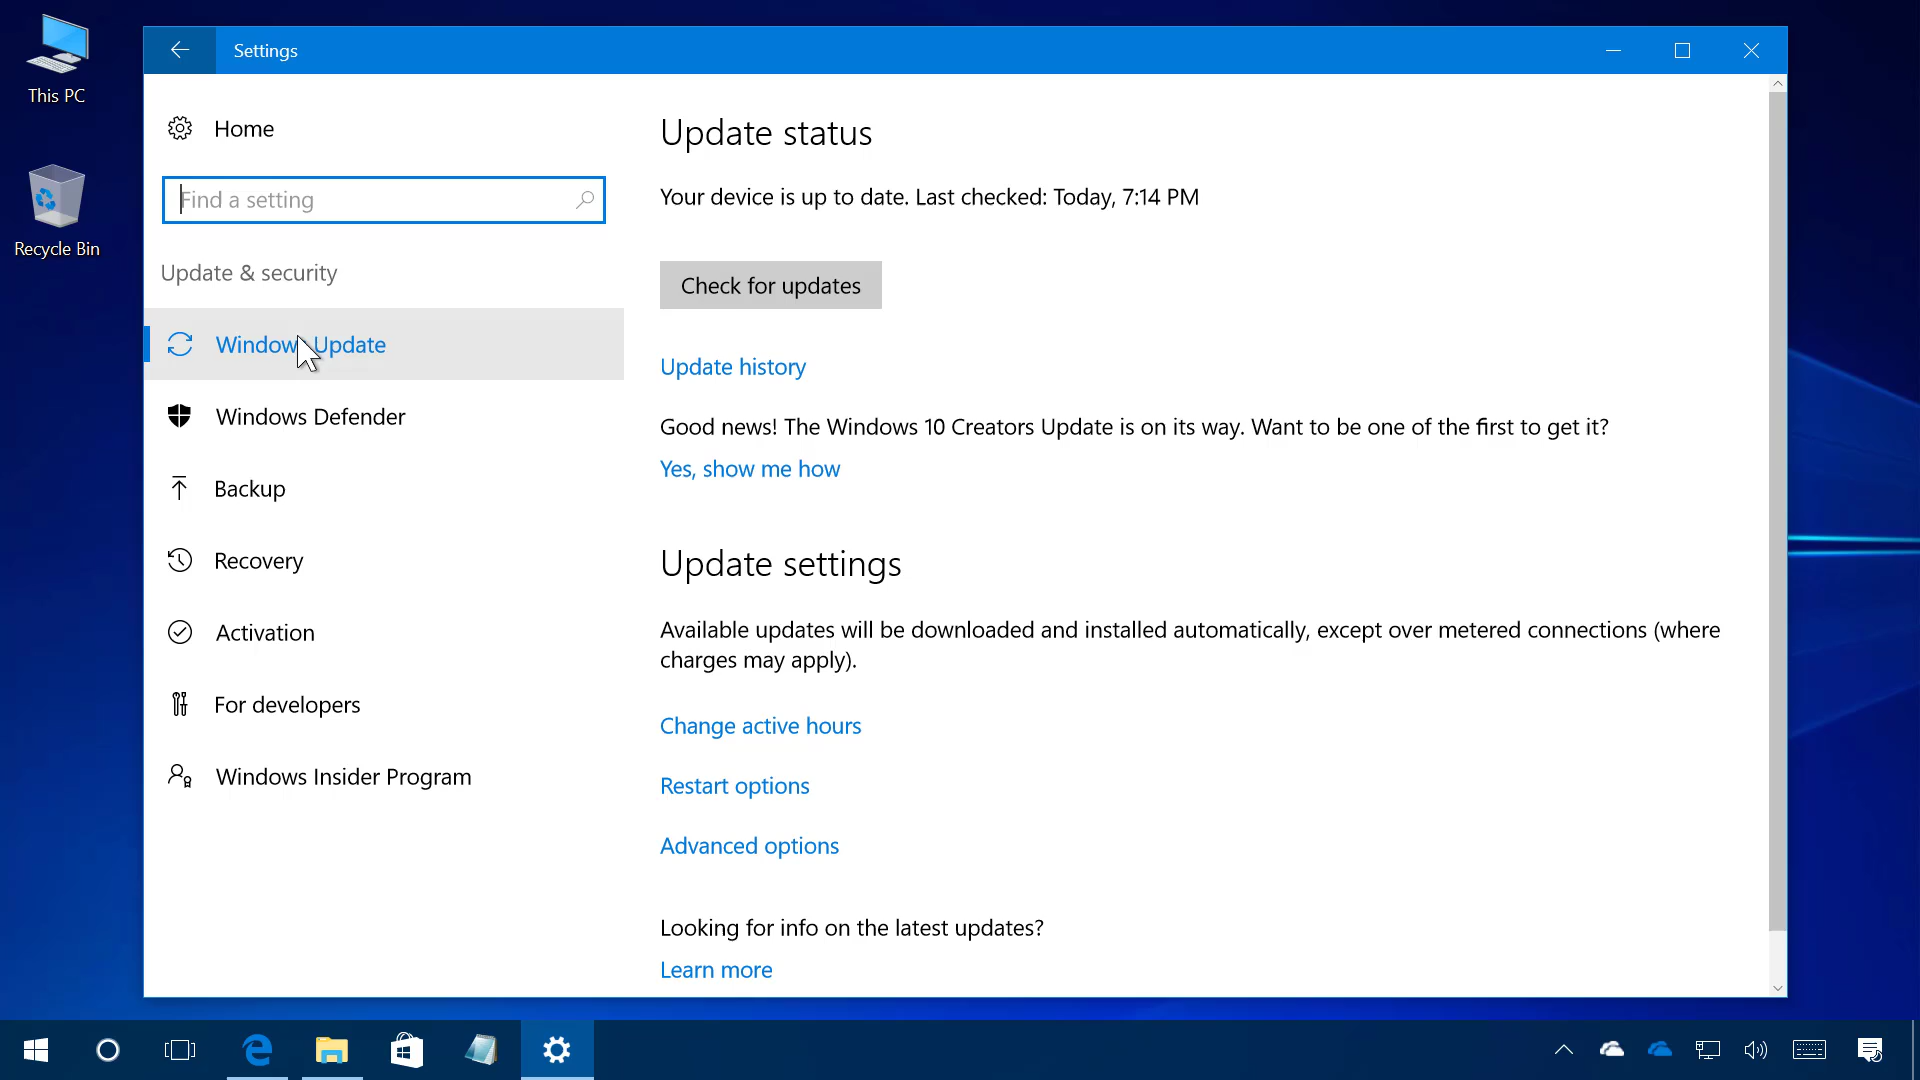 This PC
Recycle Bin
Settings
Home
Find a setting
Update & security
Windows Update
Windows Defender
Backup
Recovery
Activation
For developers
Windows Insider Program
Update status
Your device is up to date. Last checked: Today, 7:14 PM
Check for updates
Update history
Good news! The Windows 10 Creators Update is on its way. Want to be one of the first to get it?
Yes, show me how
Update settings
Available updates will be downloaded and installed automatically, except over metered connections (where
charges may apply).
Change active hours
Restart options
Advanced options
Looking for info on the latest updates?
Learn more